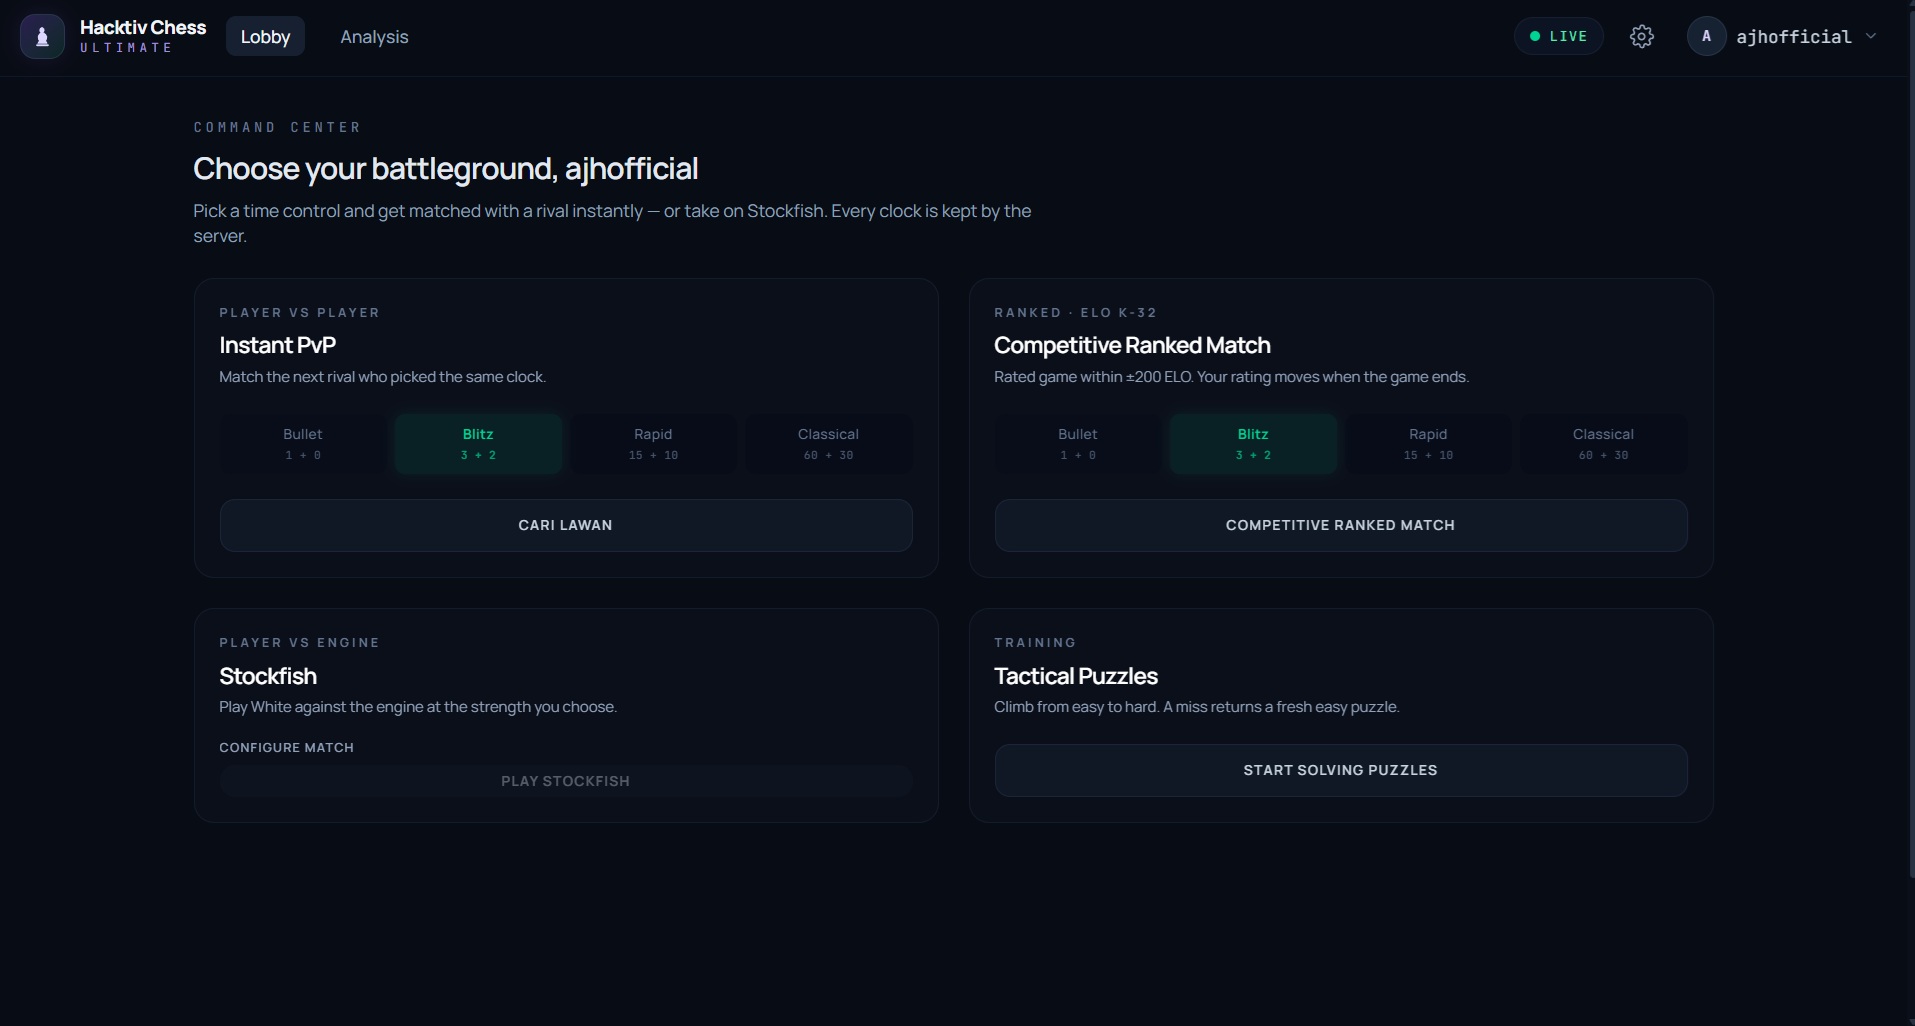 Hacktiv Chess
ULTIMATE
Lobby
Analysis
LIVE
A
ajhofficial
COMMAND CENTER
Choose your battleground, ajhofficial
Pick a time control and get matched with a rival instantly — or take on Stockfish. Every clock is kept by the
server.
PLAYER VS PLAYER
Instant PvP
Match the next rival who picked the same clock.
Bullet
1 + 0
Blitz
3 + 2
Rapid
15 + 10
Classical
60 + 30
CARI LAWAN
RANKED · ELO K-32
Competitive Ranked Match
Rated game within ±200 ELO. Your rating moves when the game ends.
Bullet
1 + 0
Blitz
3 + 2
Rapid
15 + 10
Classical
60 + 30
COMPETITIVE RANKED MATCH
PLAYER VS ENGINE
Stockfish
Play White against the engine at the strength you choose.
CONFIGURE MATCH
PLAY STOCKFISH
TRAINING
Tactical Puzzles
Climb from easy to hard. A miss returns a fresh easy puzzle.
START SOLVING PUZZLES